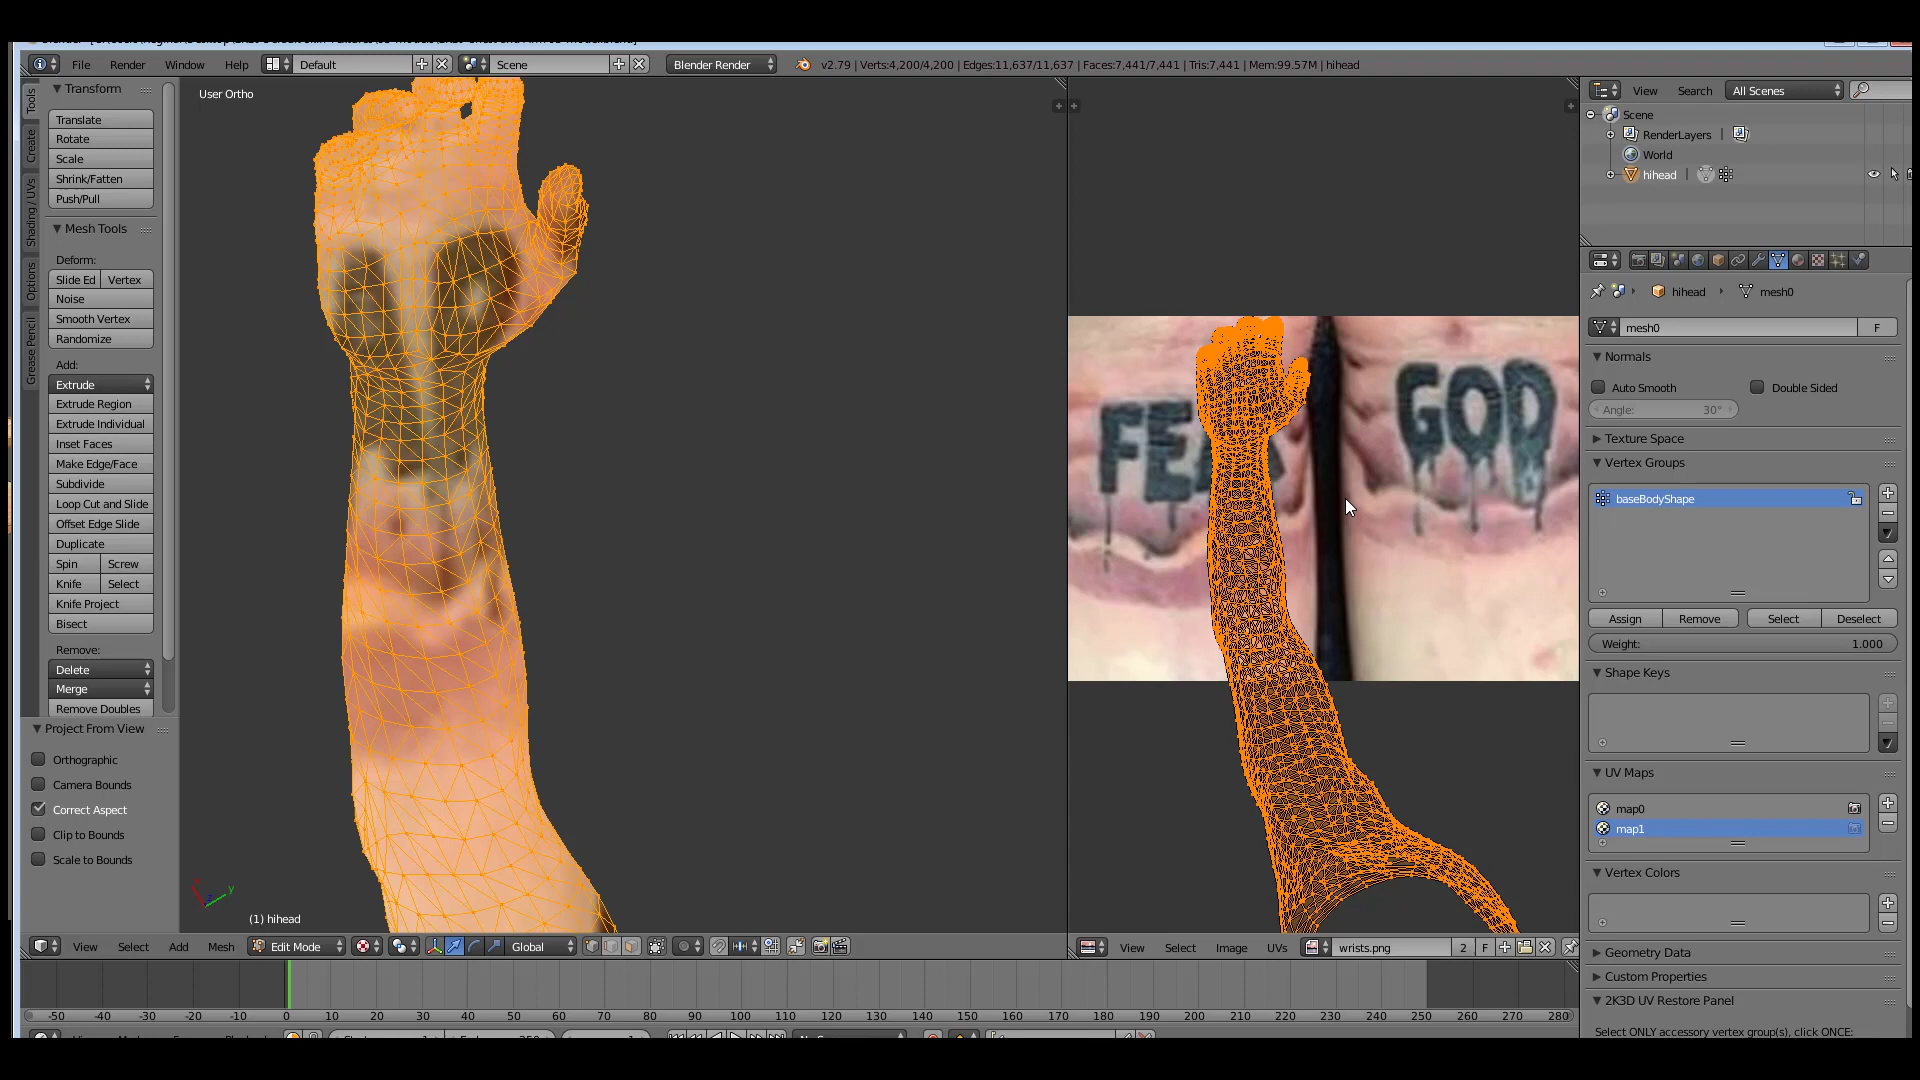 File Render Window Help Default Scene Blender Render v2.79 | Verts:4,200/4,200 | Edges:11,637/11,637 | Faces:7,441/7,441 | Tris:7,441 | Mem:99.57M | hihead
Tools
Create
Shading / UVs
Options
Grease Pencil
Transform
Translate
Rotate
Scale
Shrink/Fatten
Push/Pull
Mesh Tools
Deform:
Slide Ed Vertex
Noise
Smooth Vertex
Randomize
Add:
Extrude
Extrude Region
Extrude Individual
Inset Faces
Make Edge/Face
Subdivide
Loop Cut and Slide
Offset Edge Slide
Duplicate
Spin Screw
Knife Select
Knife Project
Bisect
Remove:
Delete
Merge
Remove Doubles
Project From View
Orthographic
Camera Bounds
Correct Aspect
Clip to Bounds
Scale to Bounds
User Ortho
y
(1) hihead
View Select Add Mesh Edit Mode Global
GOD
View Select Image UVs wrists.png 2 F
-50 -40 -30 -20 -10 0 10 20 30 40 50 60 70 80 90 100 110 120 130 140 150 160 170 180 190 200 210 220 230 240 250 260 270 280
View Search All Scenes
Scene
RenderLayers
World
hihead
hihead mesh0
mesh0 F
Normals
Auto Smooth Double Sided
Angle: 30°
Texture Space
Vertex Groups
baseBodyShape
Assign Remove Select Deselect
Weight: 1.000
Shape Keys
UV Maps
map0
map1
Vertex Colors
Geometry Data
Custom Properties
2K3D UV Restore Panel
Select ONLY accessory vertex group(s), click ONCE: